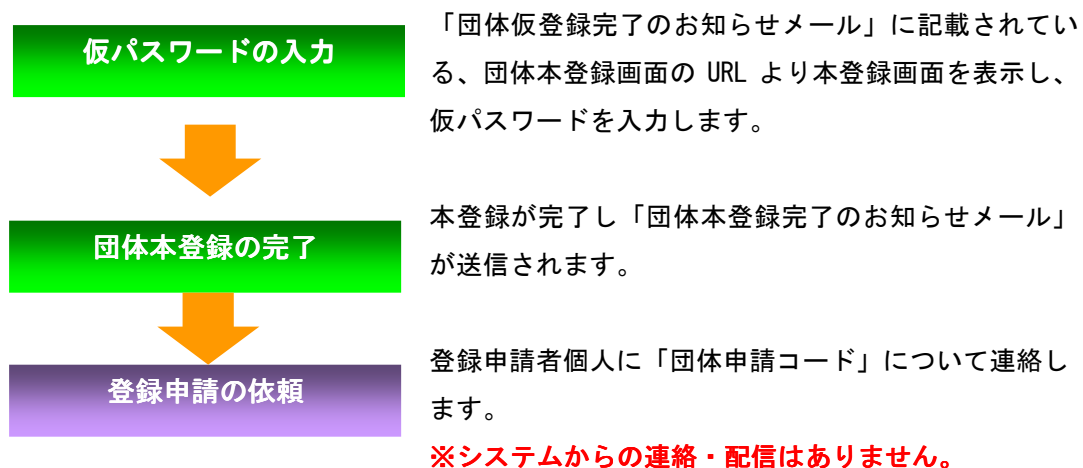 仮パスワードの入力
「団体仮登録完了のお知らせメール」に記載されてい
る、団体本登録画面の URL より本登録画面を表示し、
仮パスワードを入力します。
団体本登録の完了
本登録が完了し「団体本登録完了のお知らせメール」
が送信されます。
登録申請の依頼
登録申請者個人に「団体申請コード」について連絡し
ます。
※システムからの連絡・配信はありません。